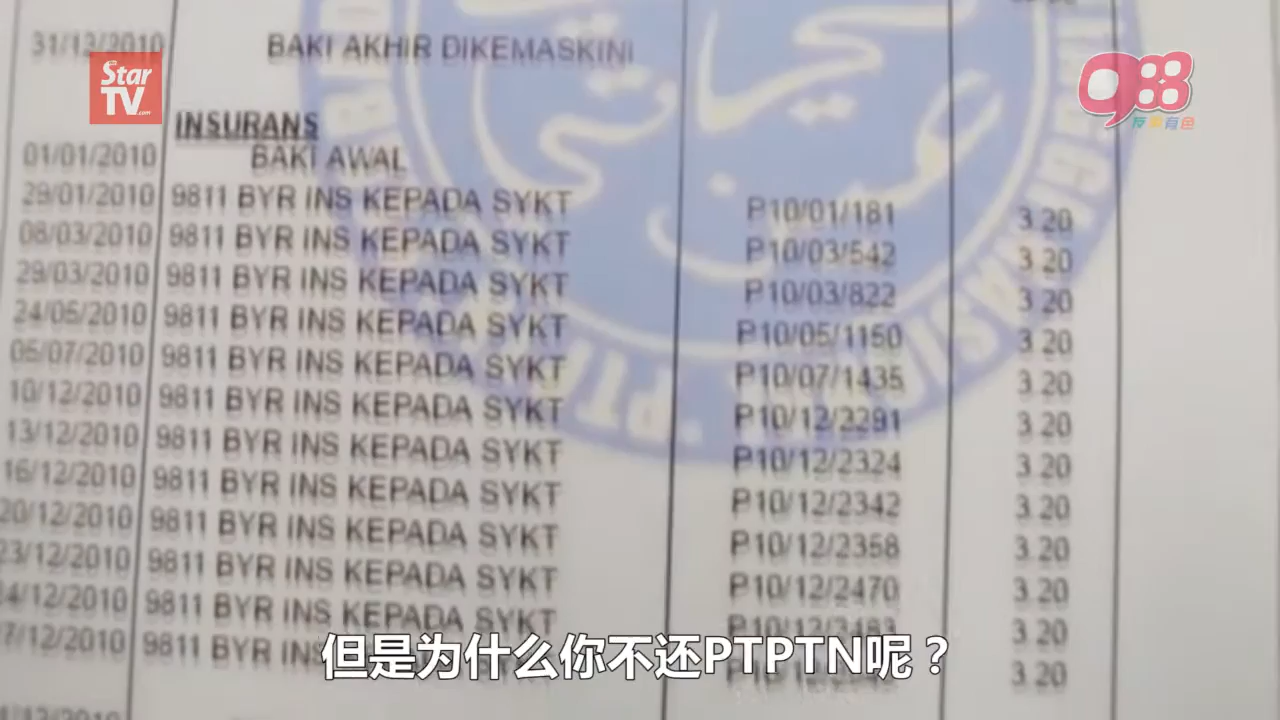 31/12/2010 BAKI AKHIR DIKEMASKINI
Star
TV.com
988
INSURANS
01/01/2010 BAKI AWAL
29/01/2010 9811 BYR INS KEPADA SYKT P10/01/181 3.20
08/03/2010 9811 BYR INS KEPADA SYKT P10/03/542 3.20
29/03/2010 9811 BYR INS KEPADA SYKT P10/03/822 3.20
24/05/2010 9811 BYR INS KEPADA SYKT P10/05/1150 3.20
05/07/2010 9811 BYR INS KEPADA SYKT P10/07/1435 3.20
10/12/2010 9811 BYR INS KEPADA SYKT P10/12/2291 3.20
13/12/2010 9811 BYR INS KEPADA SYKT P10/12/2324 3.20
16/12/2010 9811 BYR INS KEPADA SYKT P10/12/2342 3.20
20/12/2010 9811 BYR INS KEPADA SYKT P10/12/2358 3.20
23/12/2010 9811 BYR INS KEPADA SYKT P10/12/2470 3.20
4/12/2010 9811 BYR INS KEPADA SYKT 3.20
7/12/2010 9811 BYR INS 3.20
但是为什么你不还PTPTN呢？